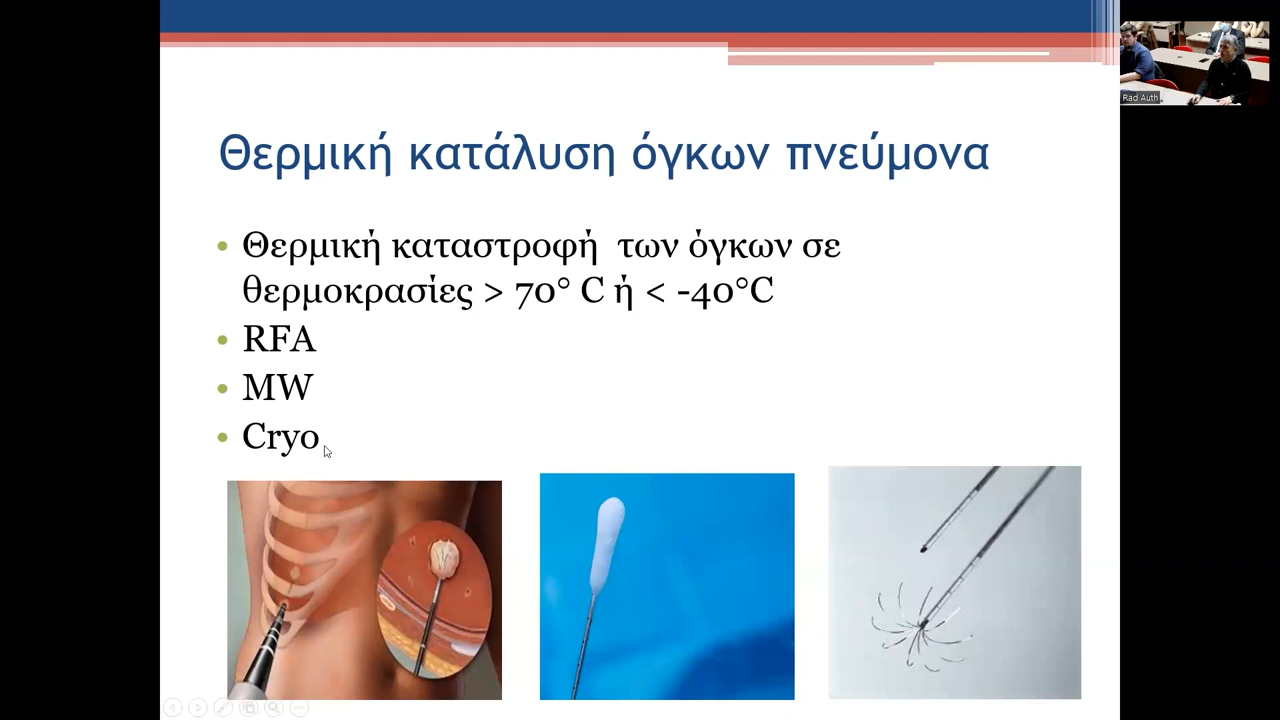 Rad Auth
Θερμική κατάλυση όγκων πνεύμονα
• Θερμική καταστροφή των όγκων σε
θερμοκρασίες > 70° C ή < -40°C
• RFA
• MW
• Cryo